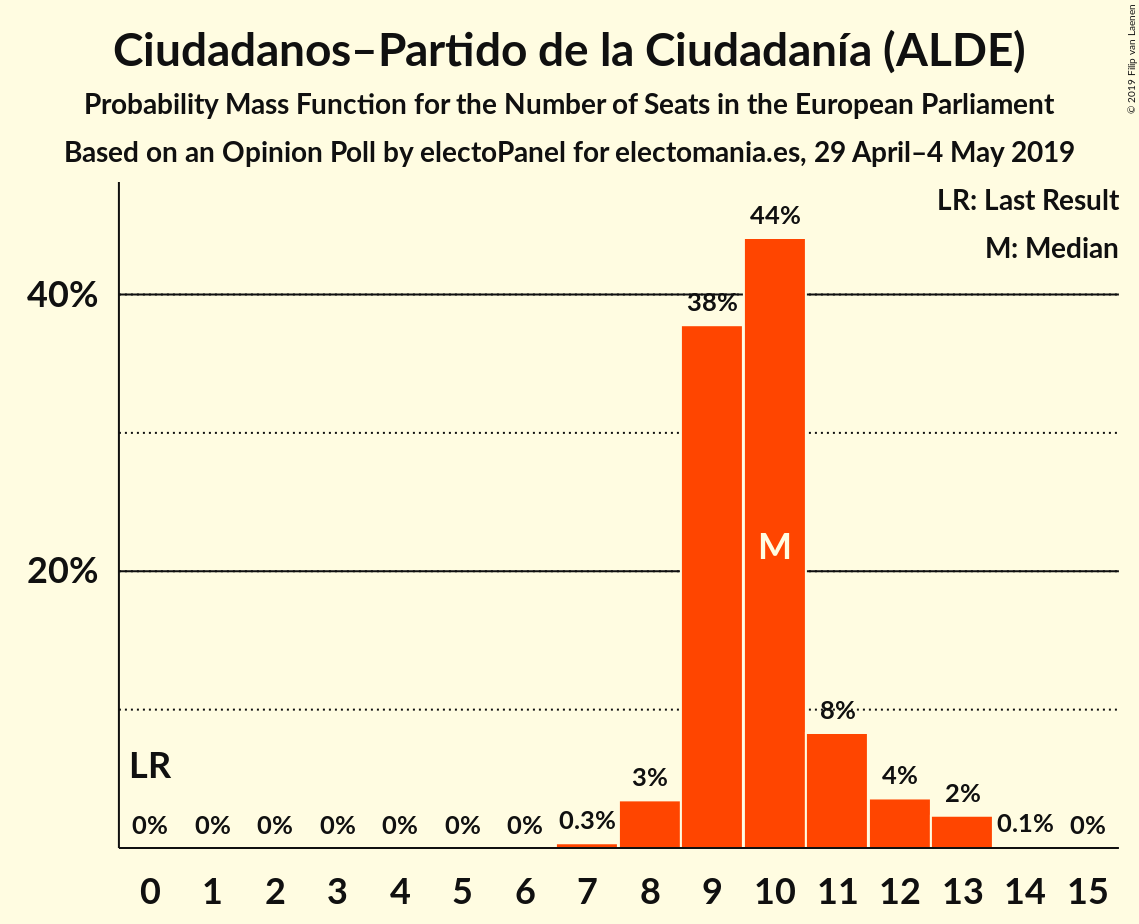 Ciudadanos–Partido de la Ciudadanía (ALDE)
Probability Mass Function for the Number of Seats in the European Parliament
Based on an Opinion Poll by electoPanel for electomania.es, 29 April–4 May 2019
© 2019 Filip van Laenen
LR: Last Result
M: Median
44%
40%
38%
M
20%
8%
LR
3%
4%
2%
0% 0% 0% 0% 0% 0% 0% 0.3% 0.1% 0%
0 1 2 3 4 5 6 7 8 9 10 11 12 13 14 15